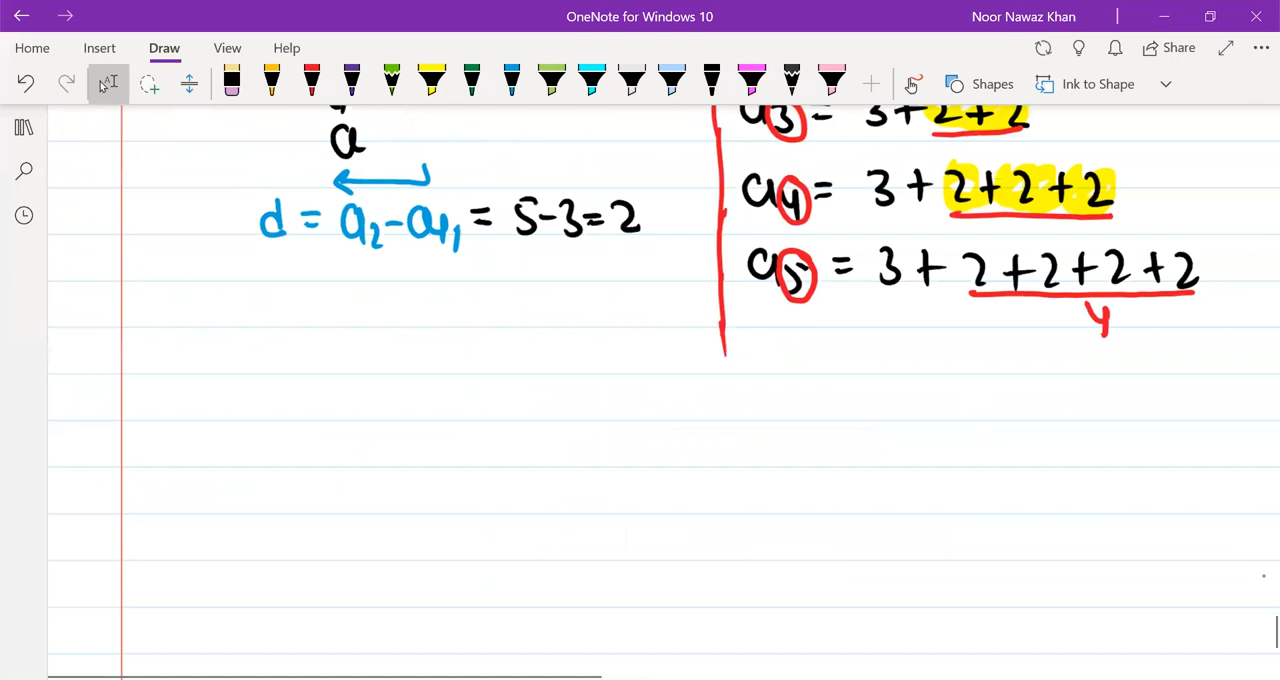 OneNote for Windows 10
Noor Nawaz Khan
Home Insert Draw View Help
Share
Shapes
Ink to Shape
a
d = a2-a1 = 5-3=2
a3 = 3+2+2
a4 = 3+2+2+2
a5 = 3+2+2+2+2
4